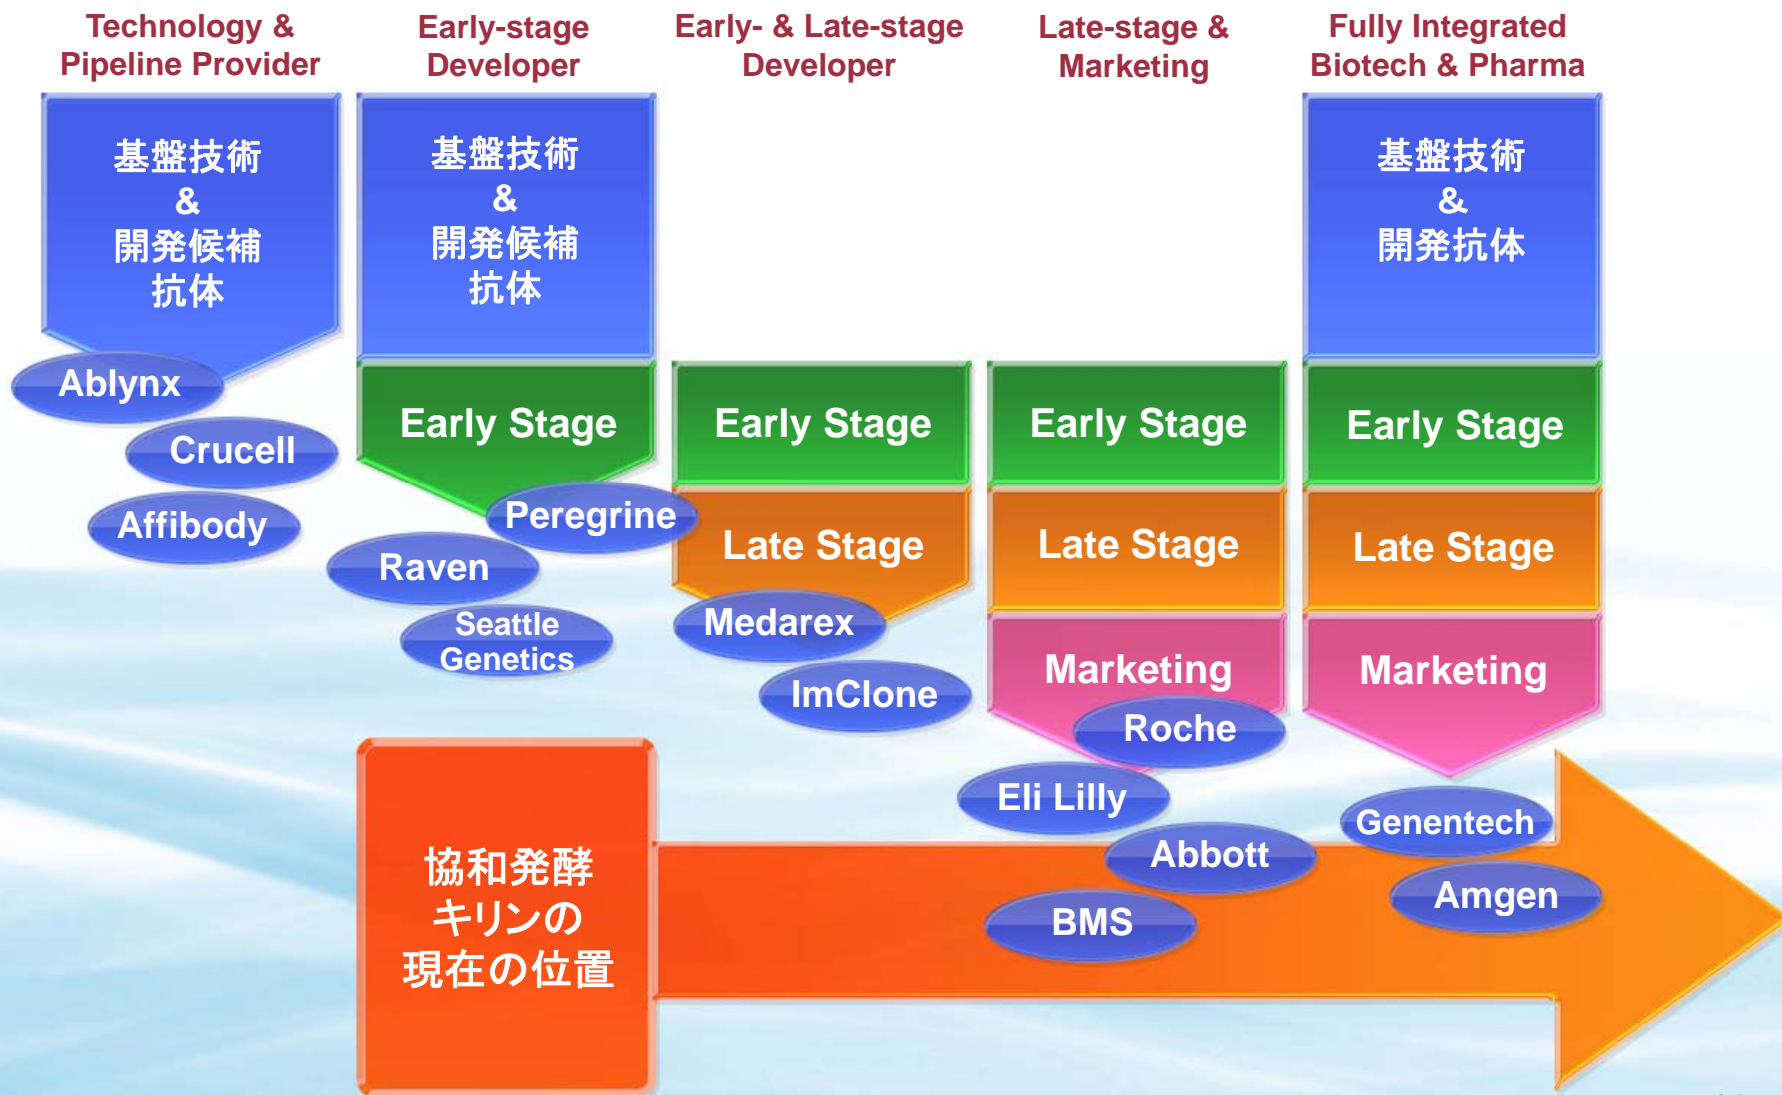 Technology &
Pipeline Provider
Early-stage
Developer
Early- & Late-stage
Developer
Late-stage &
Marketing
Fully Integrated
Biotech & Pharma
基盤技術
&
開発候補
抗体
基盤技術
&
開発候補
抗体
基盤技術
&
開発抗体
Early Stage
Early Stage
Early Stage
Early Stage
Late Stage
Late Stage
Late Stage
Marketing
Marketing
Ablynx
Crucell
Affibody
Peregrine
Raven
Seattle
Genetics
Medarex
ImClone
Roche
Eli Lilly
Abbott
BMS
Genentech
Amgen
協和発酵
キリンの
現在の位置